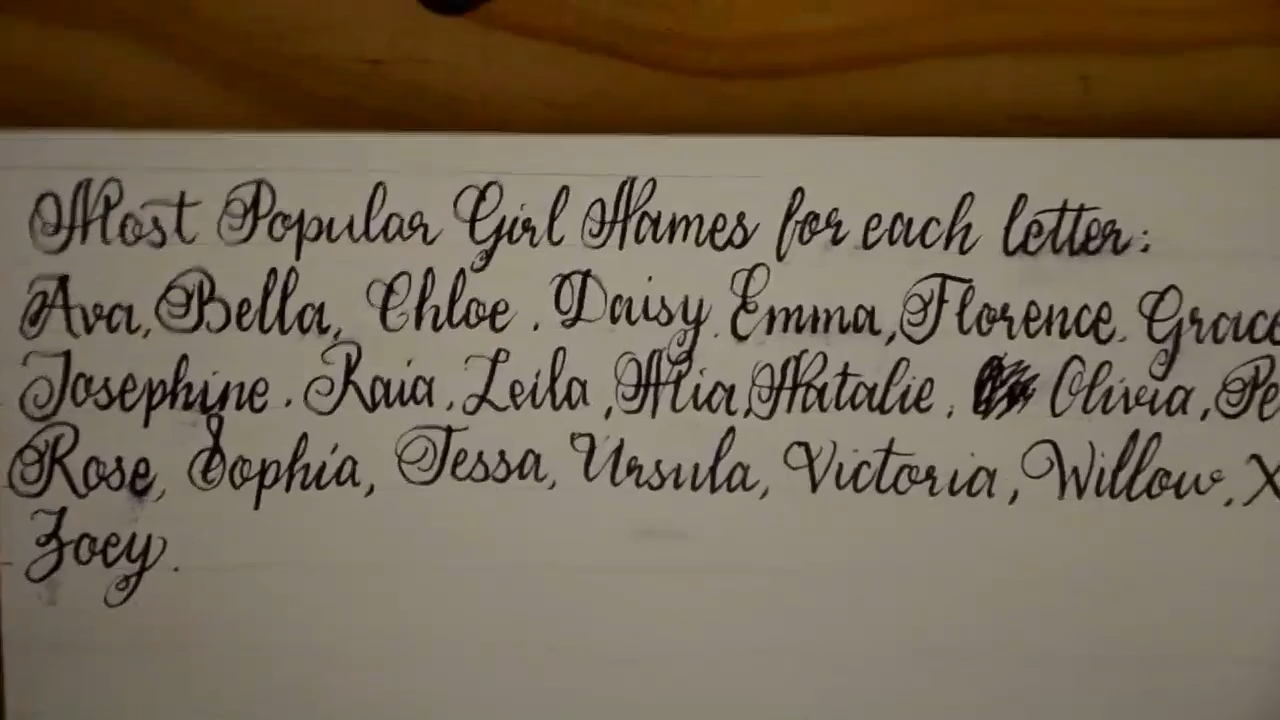 Most Popular Girl Names for each letter:
Ava, Bella, Chloe, Daisy, Emma, Florence, Grace
Josephine, Kaia, Leila, Mia, Natalie, Olivia, Pe
Rose, Sophia, Tessa, Ursula, Victoria, Willow, X
Zoey.